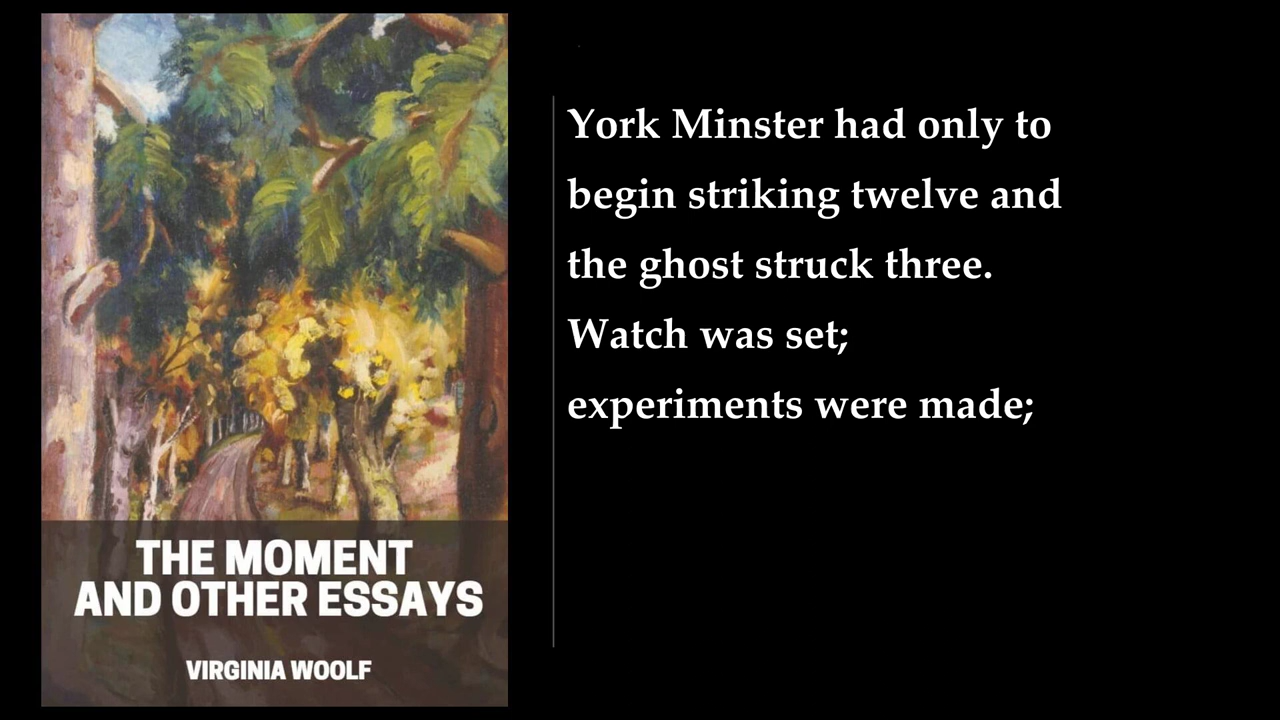 THE MOMENT
AND OTHER ESSAYS
VIRGINIA WOOLF
York Minster had only to
begin striking twelve and
the ghost struck three.
Watch was set;
experiments were made;